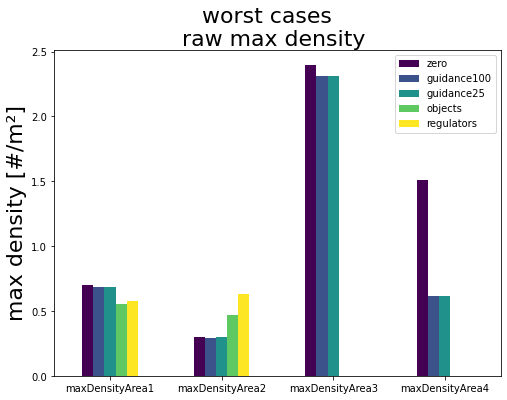 worst cases
raw max density
max density [#/m²]
2.5
2.0
1.5
1.0
0.5
0.0
zero
guidance100
guidance25
objects
regulators
maxDensityArea1
maxDensityArea2
maxDensityArea3
maxDensityArea4